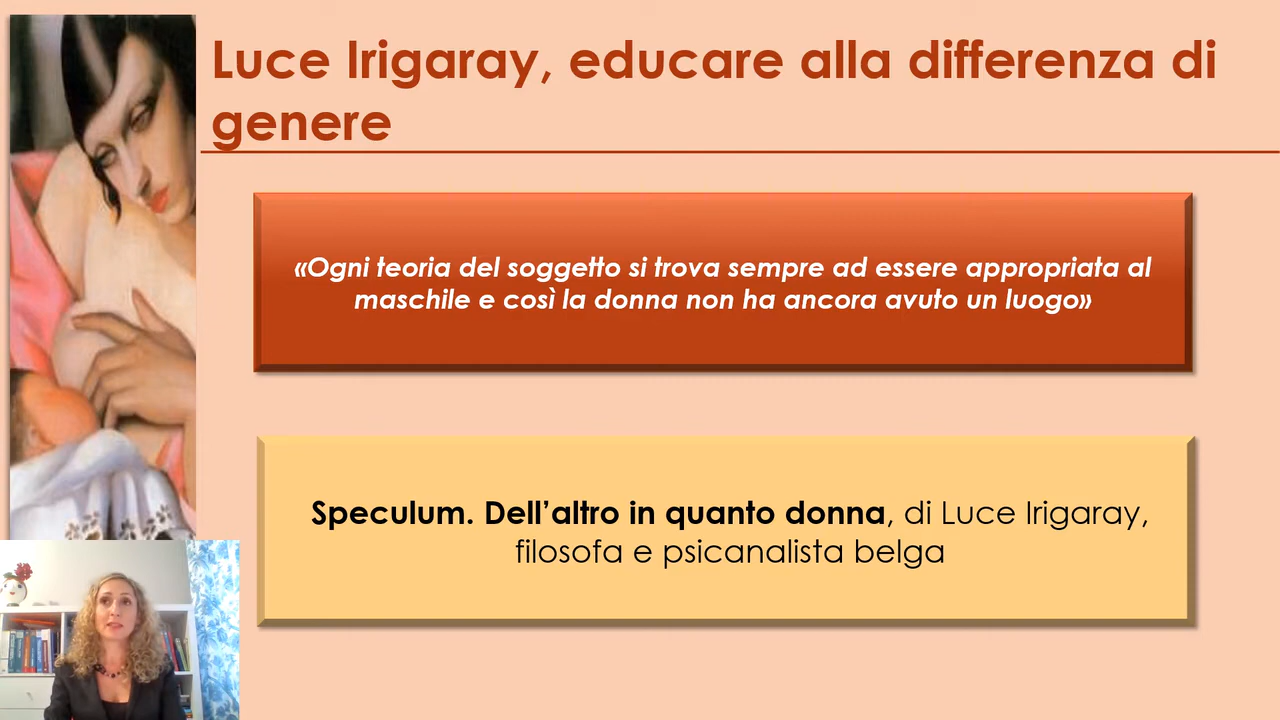 Luce Irigaray, educare alla differenza di
genere
«Ogni teoria del soggetto si trova sempre ad essere appropriata al
maschile e così la donna non ha ancora avuto un luogo»
Speculum. Dell’altro in quanto donna, di Luce Irigaray,
filosofa e psicanalista belga